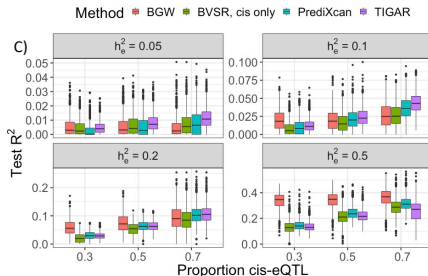 Method BGW BVSR, cis only PrediXcan TIGAR
C)
h²ₑ = 0.05 h²ₑ = 0.1
0.05
0.04
0.03
0.02
0.01
0.00
0.100
0.075
0.050
0.025
0.000
Test R²
h²ₑ = 0.2 h²ₑ = 0.5
0.2
0.1
0.0
0.4
0.2
0.0
0.3 0.5 0.7 0.3 0.5 0.7
Proportion cis-eQTL